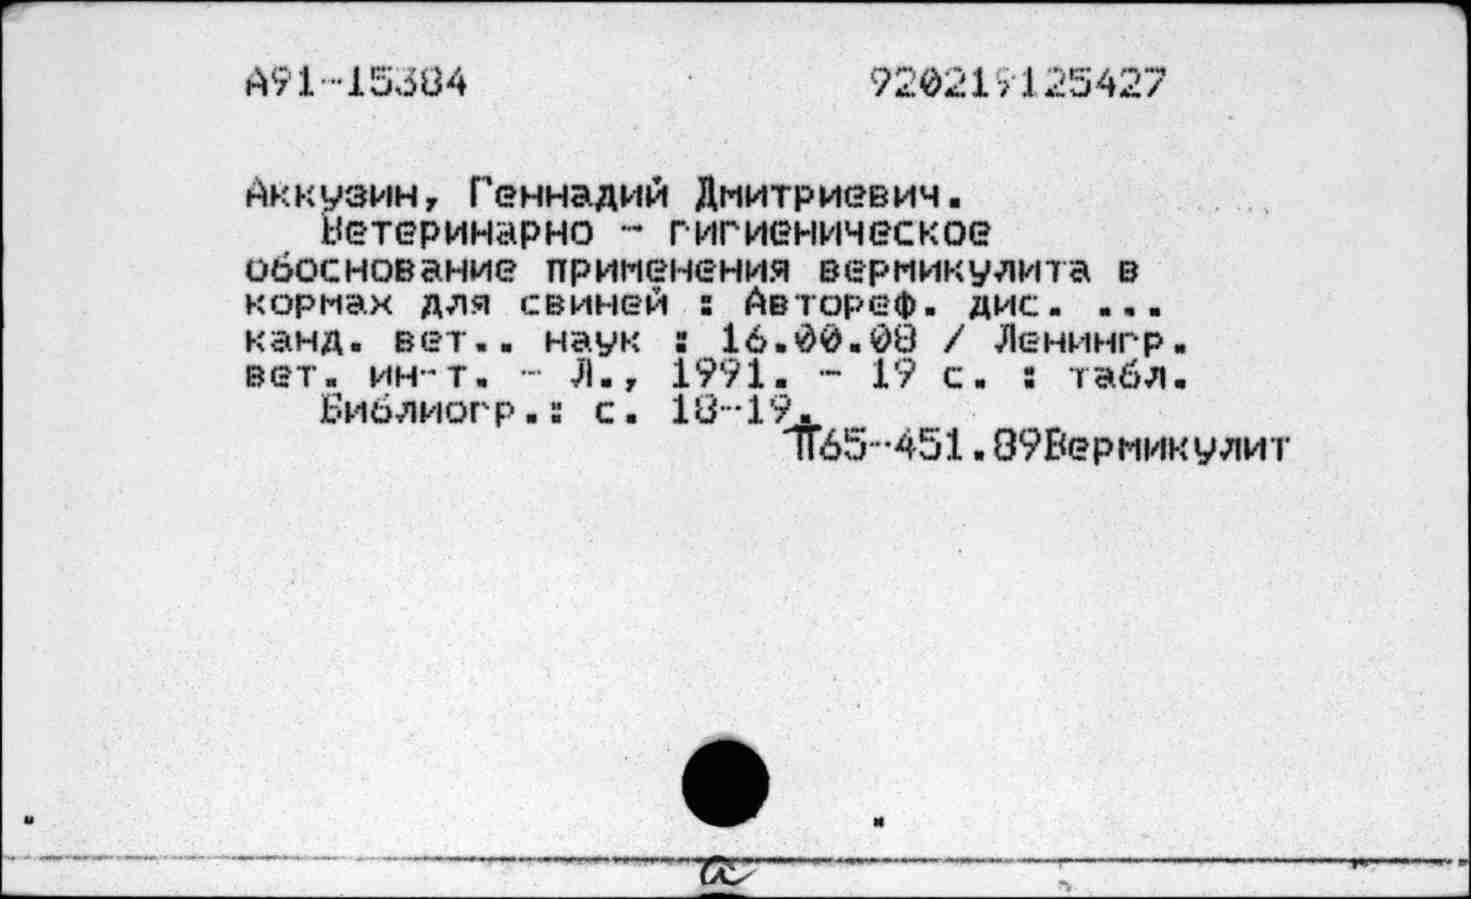 А91-15384 920219125427
Аккузин, Геннадий Дмитриевич.
Ветеринарно - гигиеническое
обоснование применения вермикулита в
кормах для свиней : Автореф. дис. ...
канд. вет.. наук : 16.00.08 / Ленингр.
вет. ин-т. - Л., 1991. - 19 с. : табл.
Библиогр.: с. 18-19.
П65-451.89Вермикулит